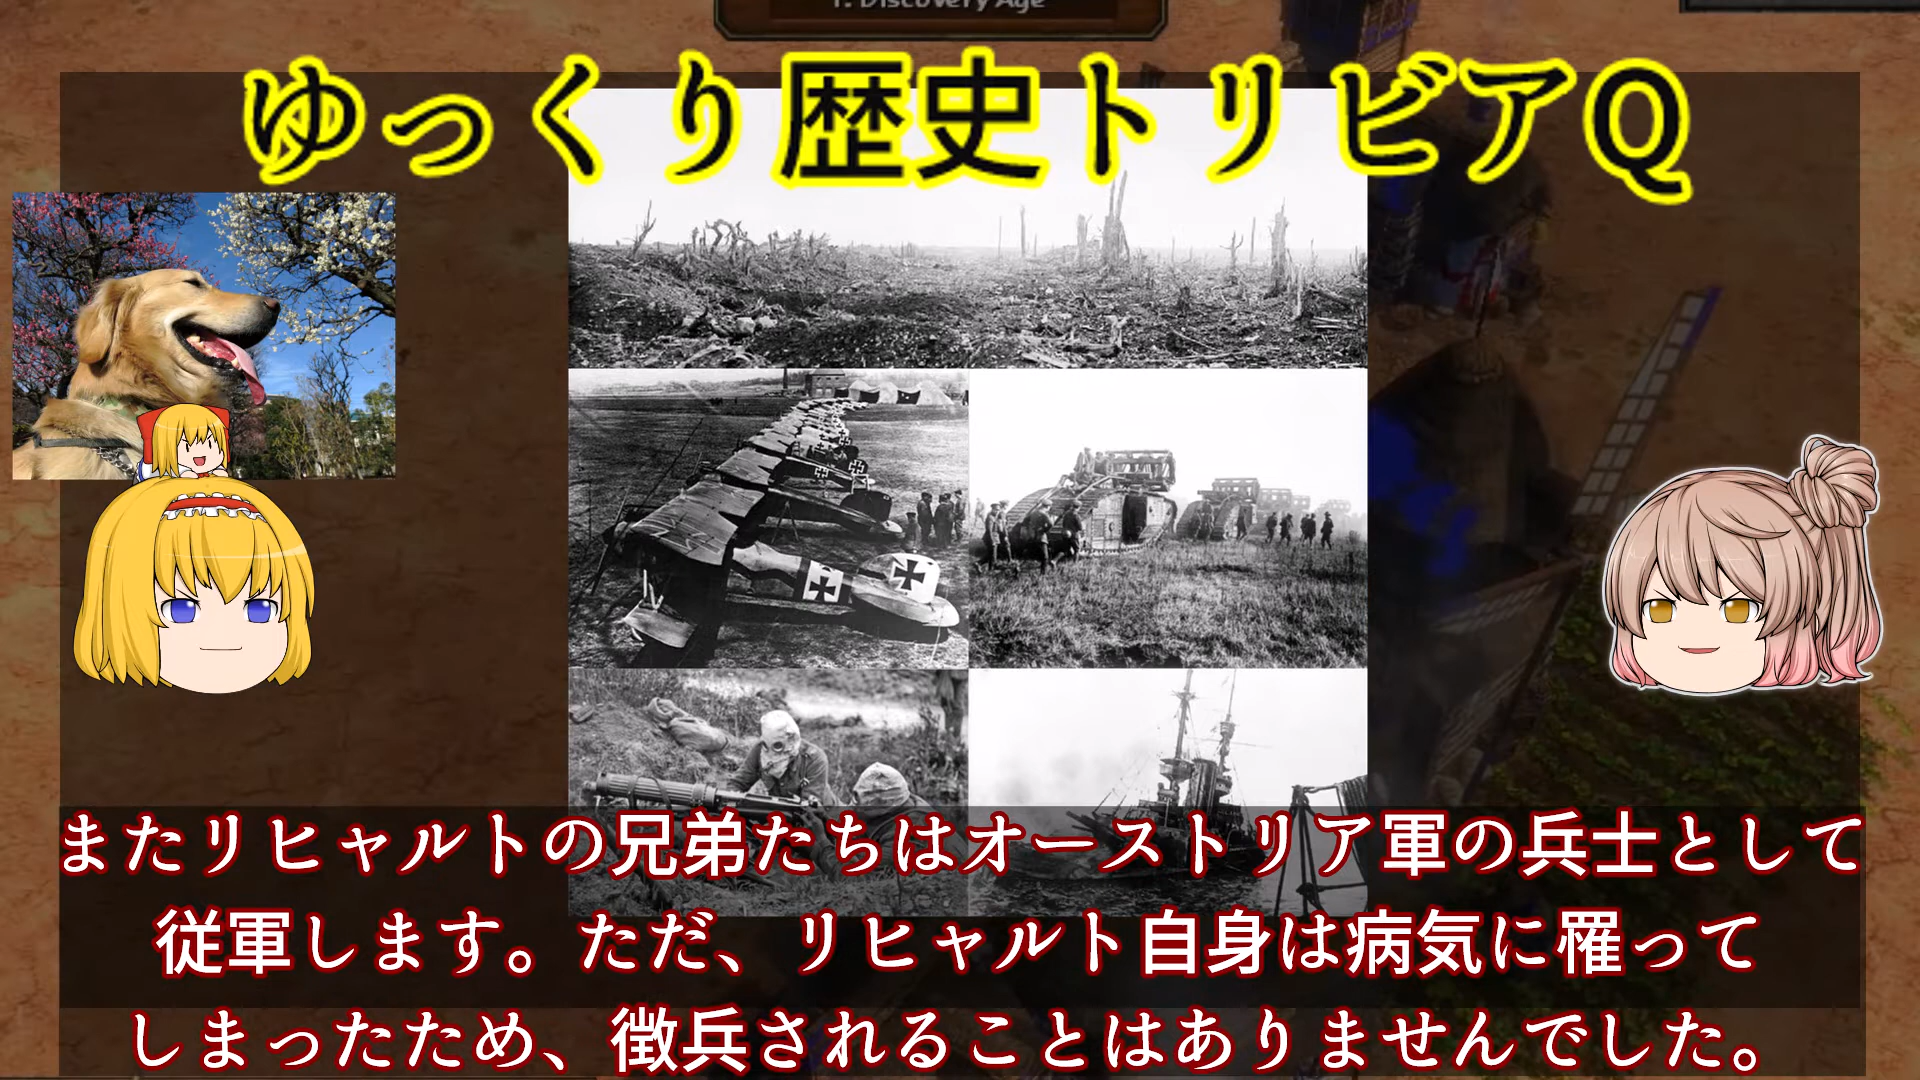 1. Discovery Age
ゆっくり歴史トリビアQ
またリヒャルトの兄弟たちはオーストリア軍の兵士として
従軍します。ただ、リヒャルト自身は病気に罹って
しまったため、徴兵されることはありませんでした。